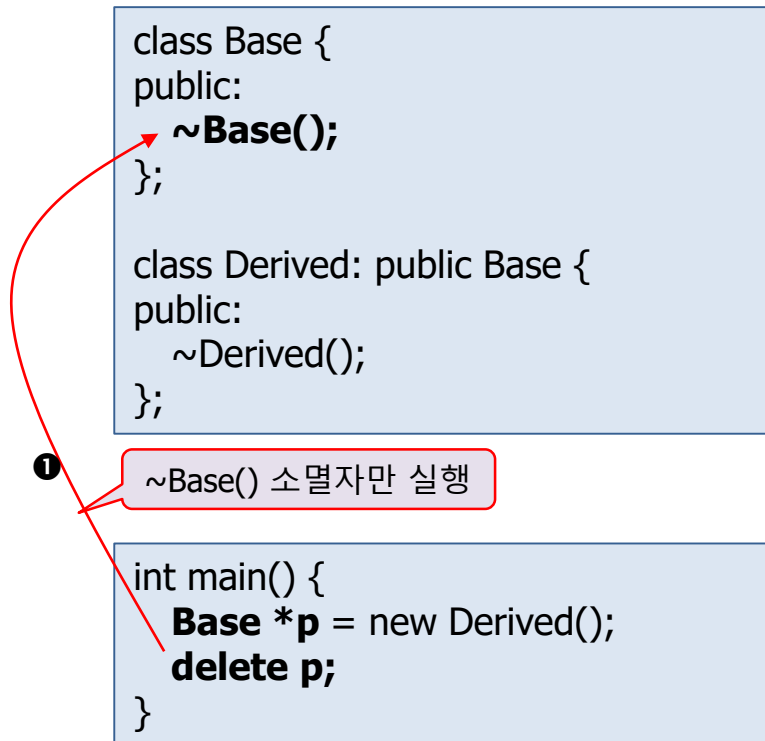 class Base {
public:
~Base();
};
class Derived: public Base {
public:
~Derived();
};
❶
~Base() 소멸자만 실행
int main() {
Base *p = new Derived();
delete p;
}